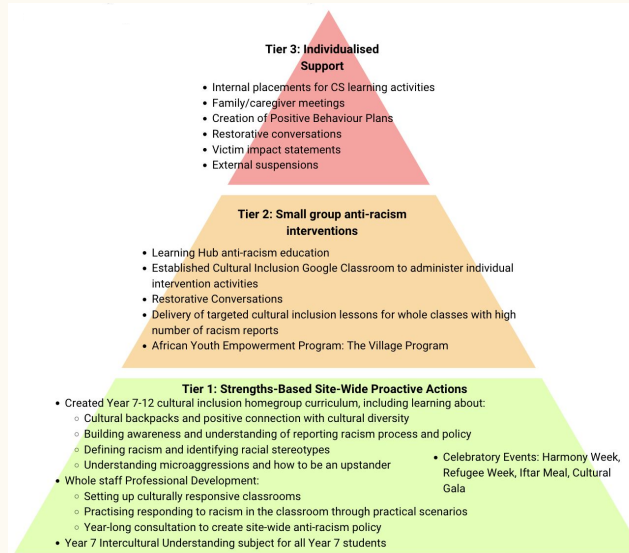 Tier 3: Individualised
Support
• Internal placements for CS learning activities
• Family/caregiver meetings
• Creation of Positive Behaviour Plans
• Restorative conversations
• Victim impact statements
• External suspensions
Tier 2: Small group anti-racism
interventions
• Learning Hub anti-racism education
• Established Cultural Inclusion Google Classroom to administer individual
intervention activities
• Restorative Conversations
• Delivery of targeted cultural inclusion lessons for whole classes with high
number of racism reports
• African Youth Empowerment Program: The Village Program
Tier 1: Strengths-Based Site-Wide Proactive Actions
• Created Year 7-12 cultural inclusion homegroup curriculum, including learning about:
○ Cultural backpacks and positive connection with cultural diversity
○ Building awareness and understanding of reporting racism process and policy
○ Defining racism and identifying racial stereotypes
○ Understanding microaggressions and how to be an upstander
• Whole staff Professional Development:
○ Setting up culturally responsive classrooms
○ Practising responding to racism in the classroom through practical scenarios
○ Year-long consultation to create site-wide anti-racism policy
• Year 7 Intercultural Understanding subject for all Year 7 students
• Celebratory Events: Harmony Week,
Refugee Week, Iftar Meal, Cultural
Gala